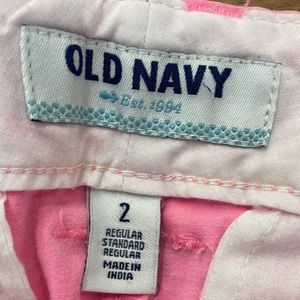 OLD NAVY
Est. 1994
2
REGULAR
STANDARD
REGULAR
MADE IN
INDIA